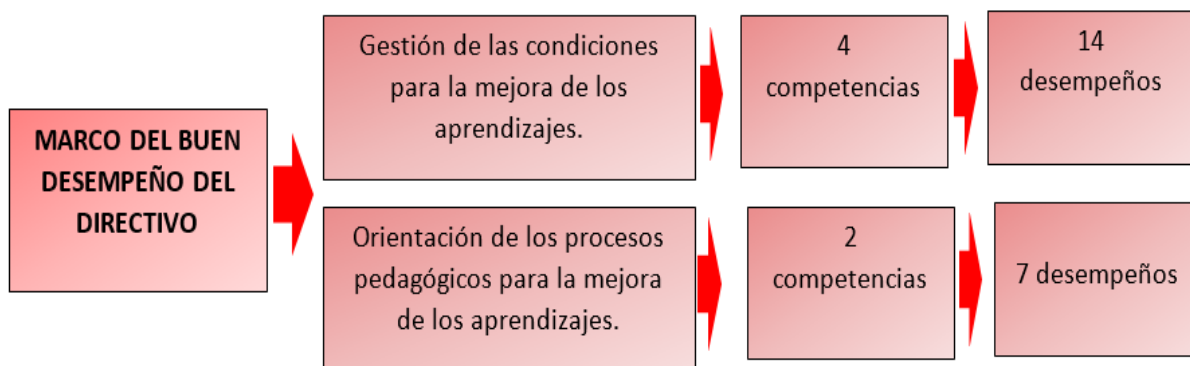 MARCO DEL BUEN
DESEMPEÑO DEL
DIRECTIVO
Gestión de las condiciones
para la mejora de los
aprendizajes.
4
competencias
14
desempeños
Orientación de los procesos
pedagógicos para la mejora
de los aprendizajes.
2
competencias
7 desempeños